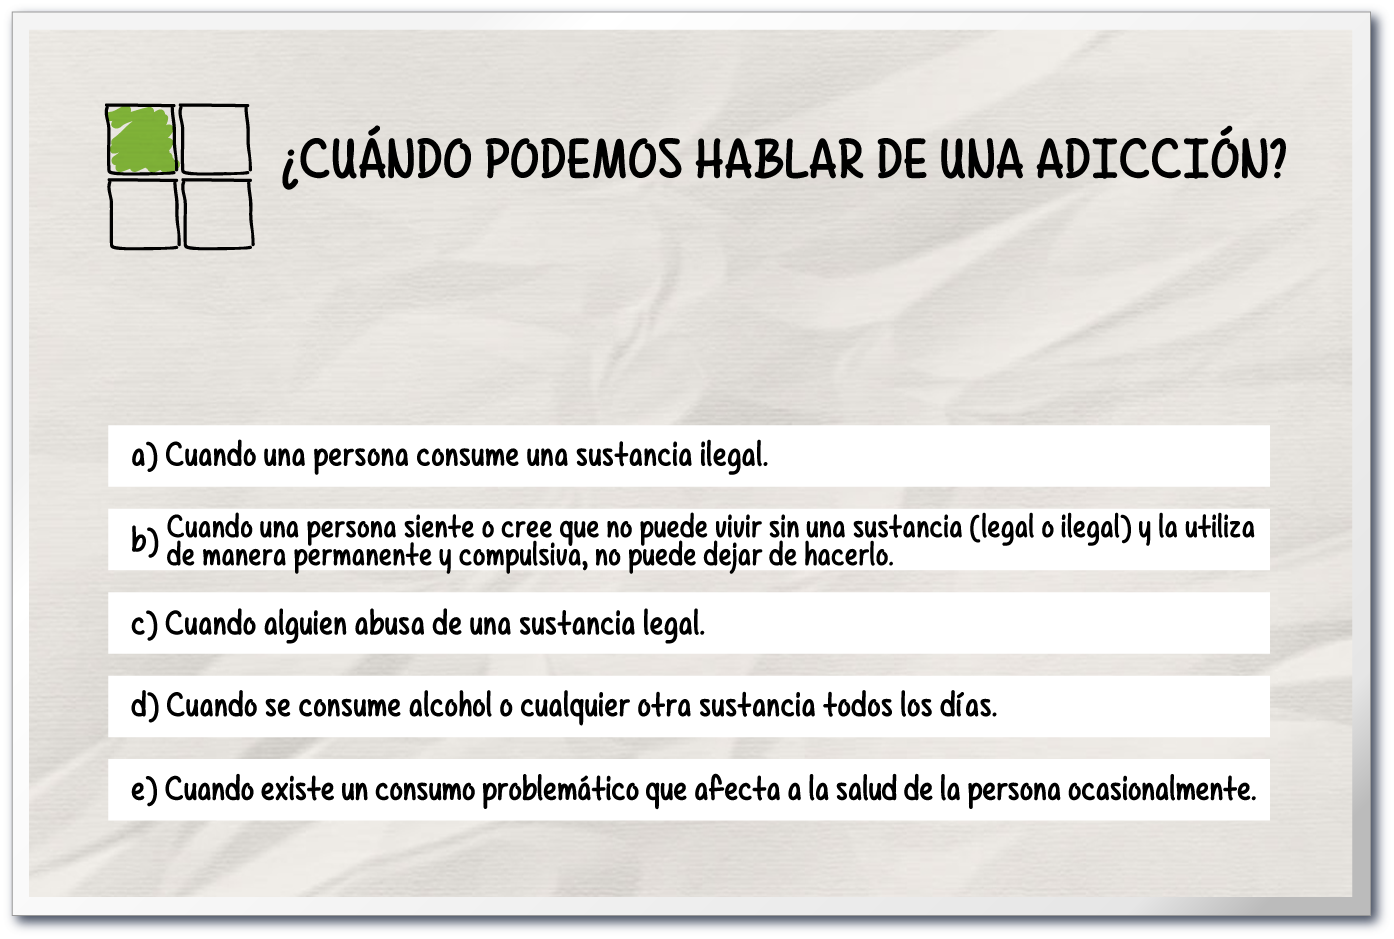 ¿CUÁNDO PODEMOS HABLAR DE UNA ADICCIÓN?
a) Cuando una persona consume una sustancia ilegal.
b) Cuando una persona siente o cree que no puede vivir sin una sustancia (legal o ilegal) y la utiliza
de manera permanente y compulsiva, no puede dejar de hacerlo.
c) Cuando alguien abusa de una sustancia legal.
d) Cuando se consume alcohol o cualquier otra sustancia todos los días.
e) Cuando existe un consumo problemático que afecta a la salud de la persona ocasionalmente.